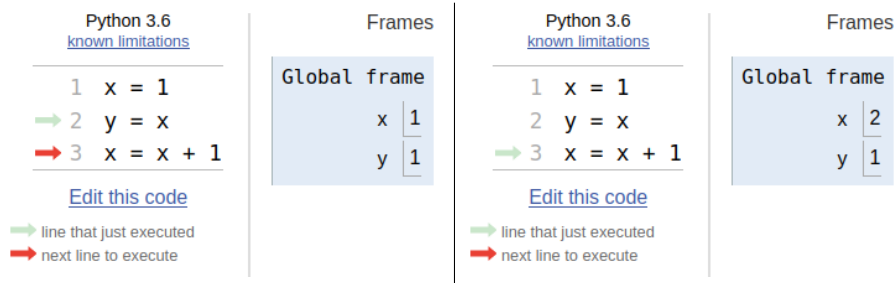 Python 3.6
known limitations
1 x = 1
2 y = x
3 x = x + 1
Edit this code
line that just executed
next line to execute
Frames
Global frame
x 1
y 1
Python 3.6
known limitations
1 x = 1
2 y = x
3 x = x + 1
Edit this code
line that just executed
next line to execute
Frames
Global frame
x 2
y 1